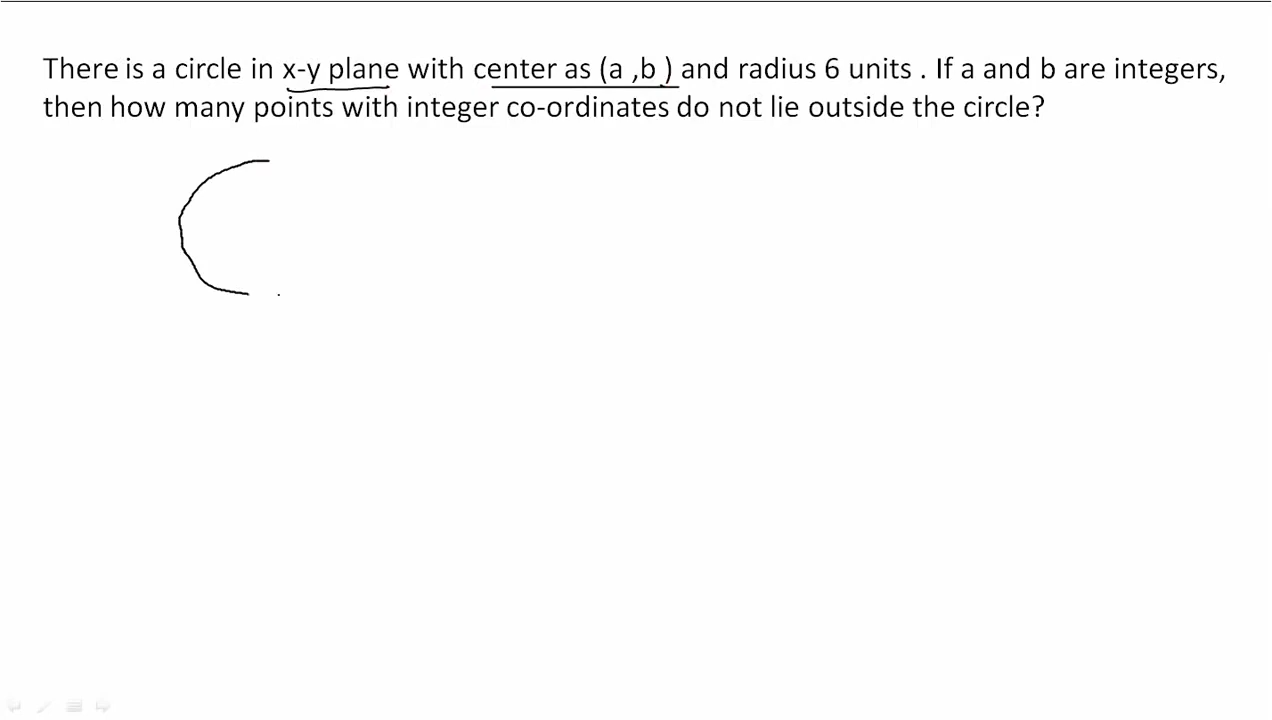 There is a circle in x-y plane with center as (a ,b ) and radius 6 units . If a and b are integers,
then how many points with integer co-ordinates do not lie outside the circle?